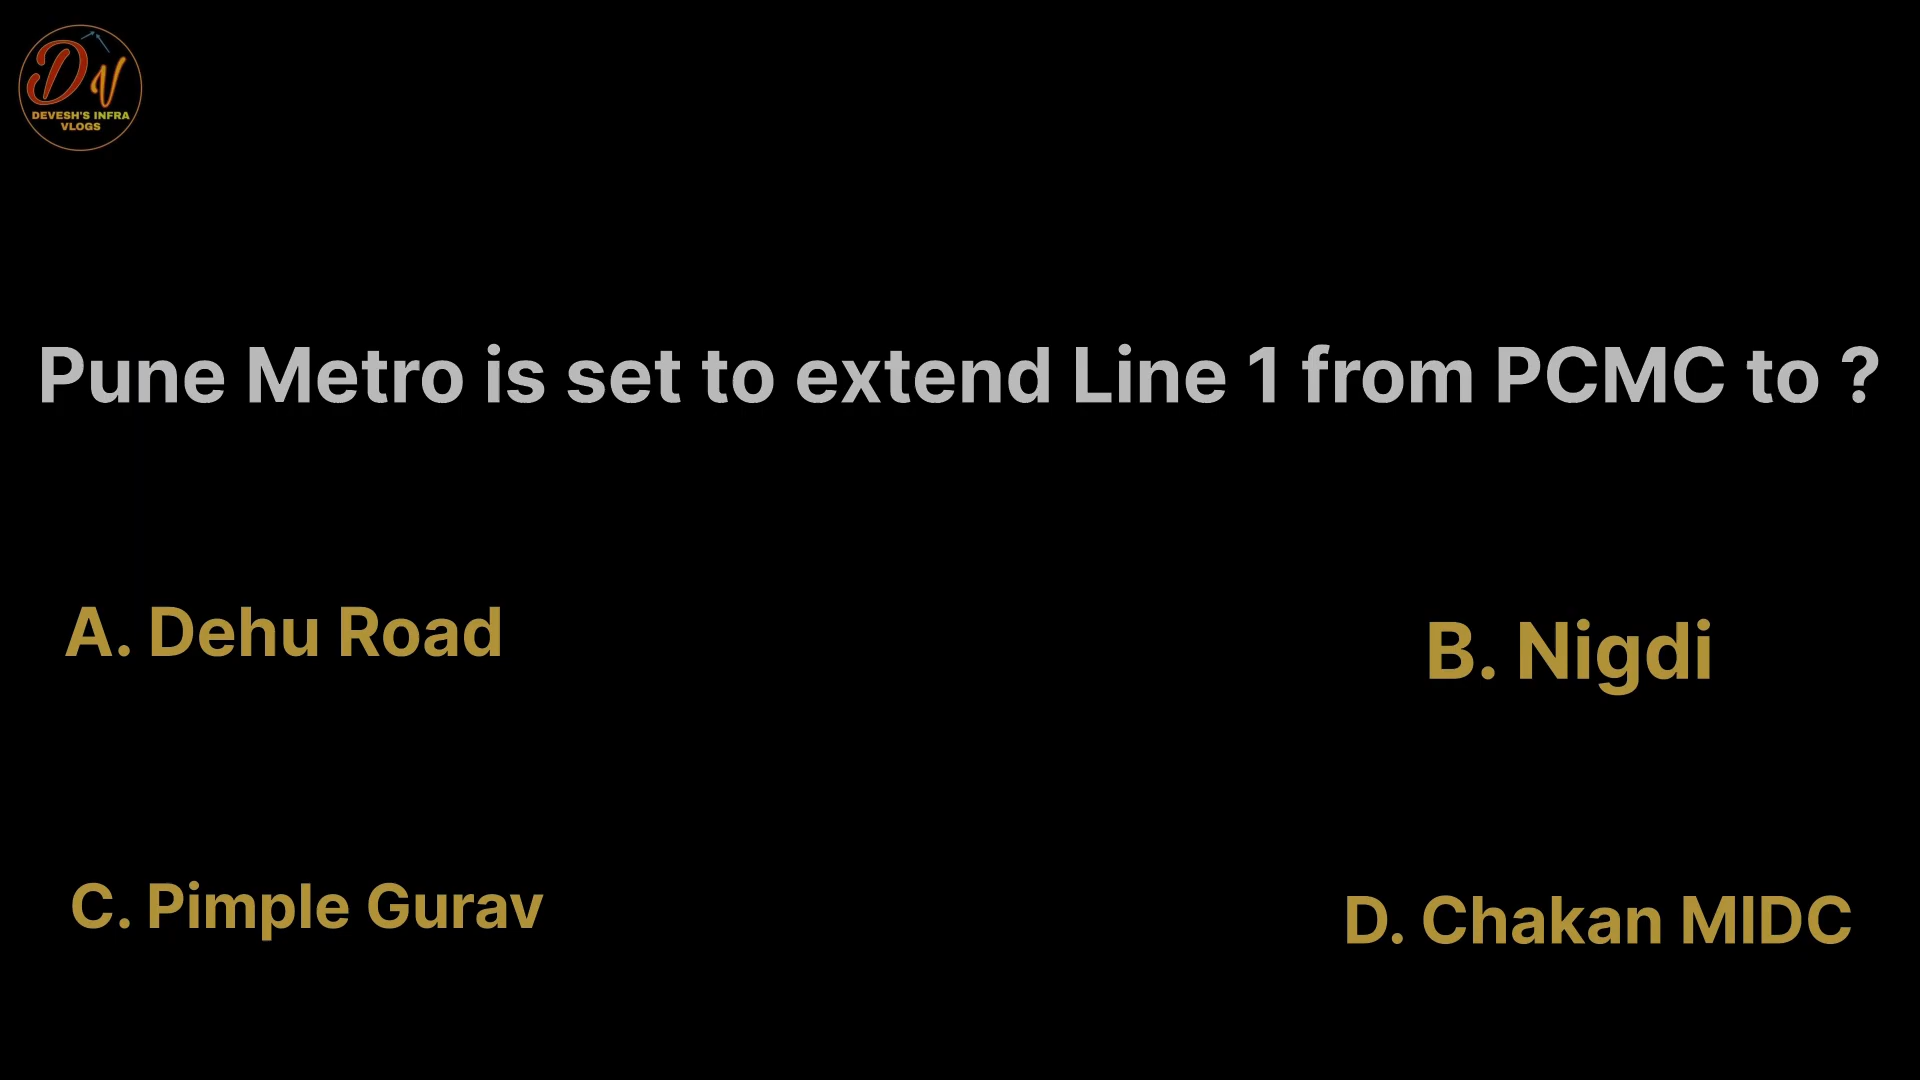 DV
DEVESH'S INFRA
VLOGS
Pune Metro is set to extend Line 1 from PCMC to ?
A. Dehu Road
B. Nigdi
C. Pimple Gurav
D. Chakan MIDC